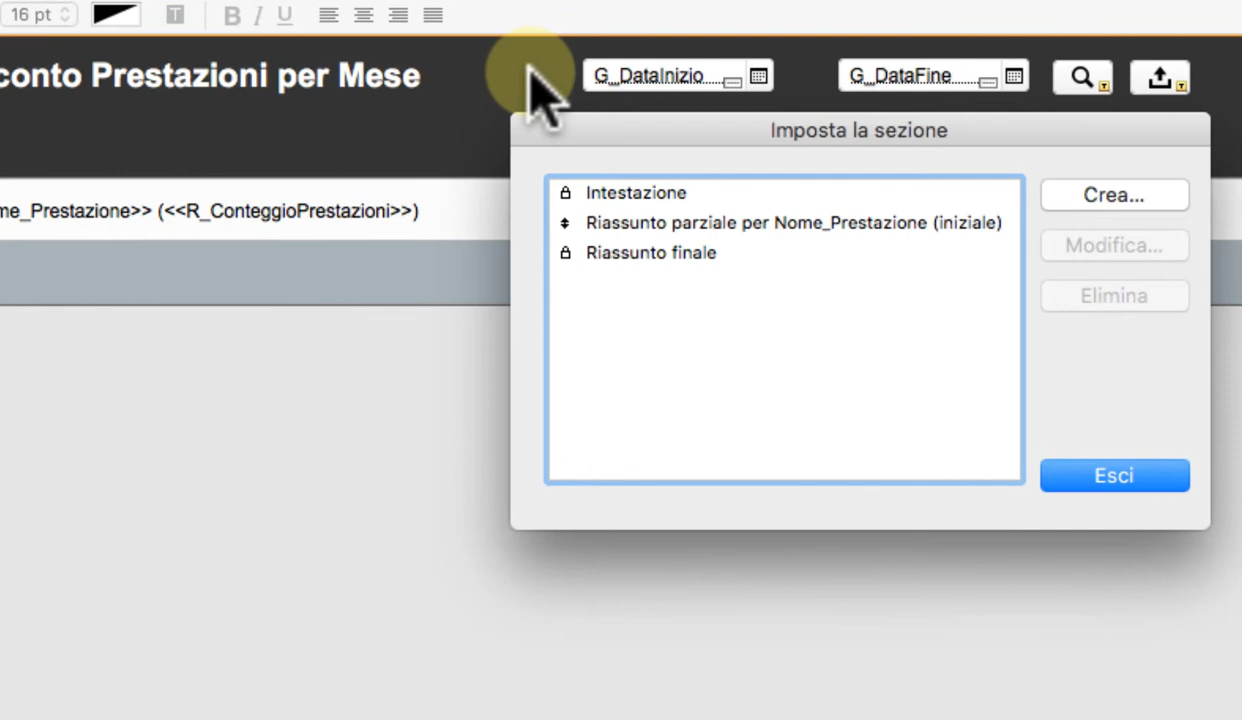 16 pt
B I U
conto Prestazioni per Mese
G_DataInizio
G_DataFine
Imposta la sezione
me_Prestazione>> (<<R_ConteggioPrestazioni>>)
Intestazione
Riassunto parziale per Nome_Prestazione (iniziale)
Riassunto finale
Crea...
Modifica...
Elimina
Esci